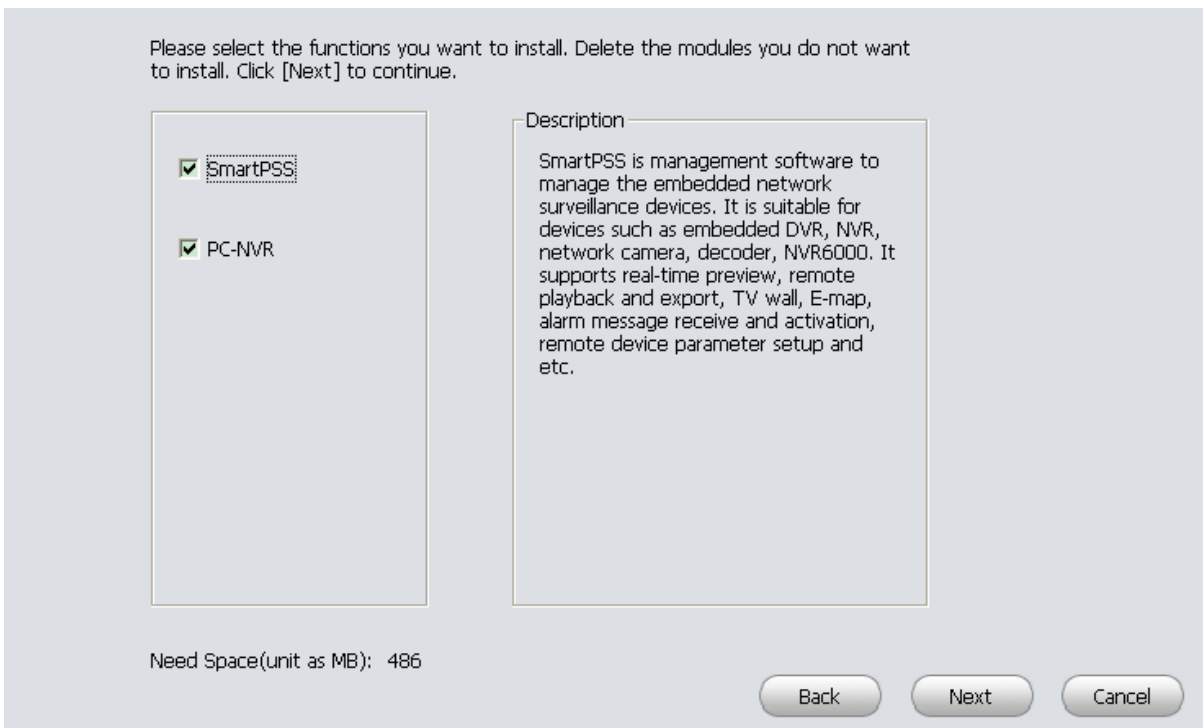 Please select the functions you want to install. Delete the modules you do not want
to install. Click [Next] to continue.
SmartPSS
PC-NVR
Description
SmartPSS is management software to
manage the embedded network
surveillance devices. It is suitable for
devices such as embedded DVR, NVR,
network camera, decoder, NVR6000. It
supports real-time preview, remote
playback and export, TV wall, E-map,
alarm message receive and activation,
remote device parameter setup and
etc.
Need Space(unit as MB): 486
Back
Next
Cancel